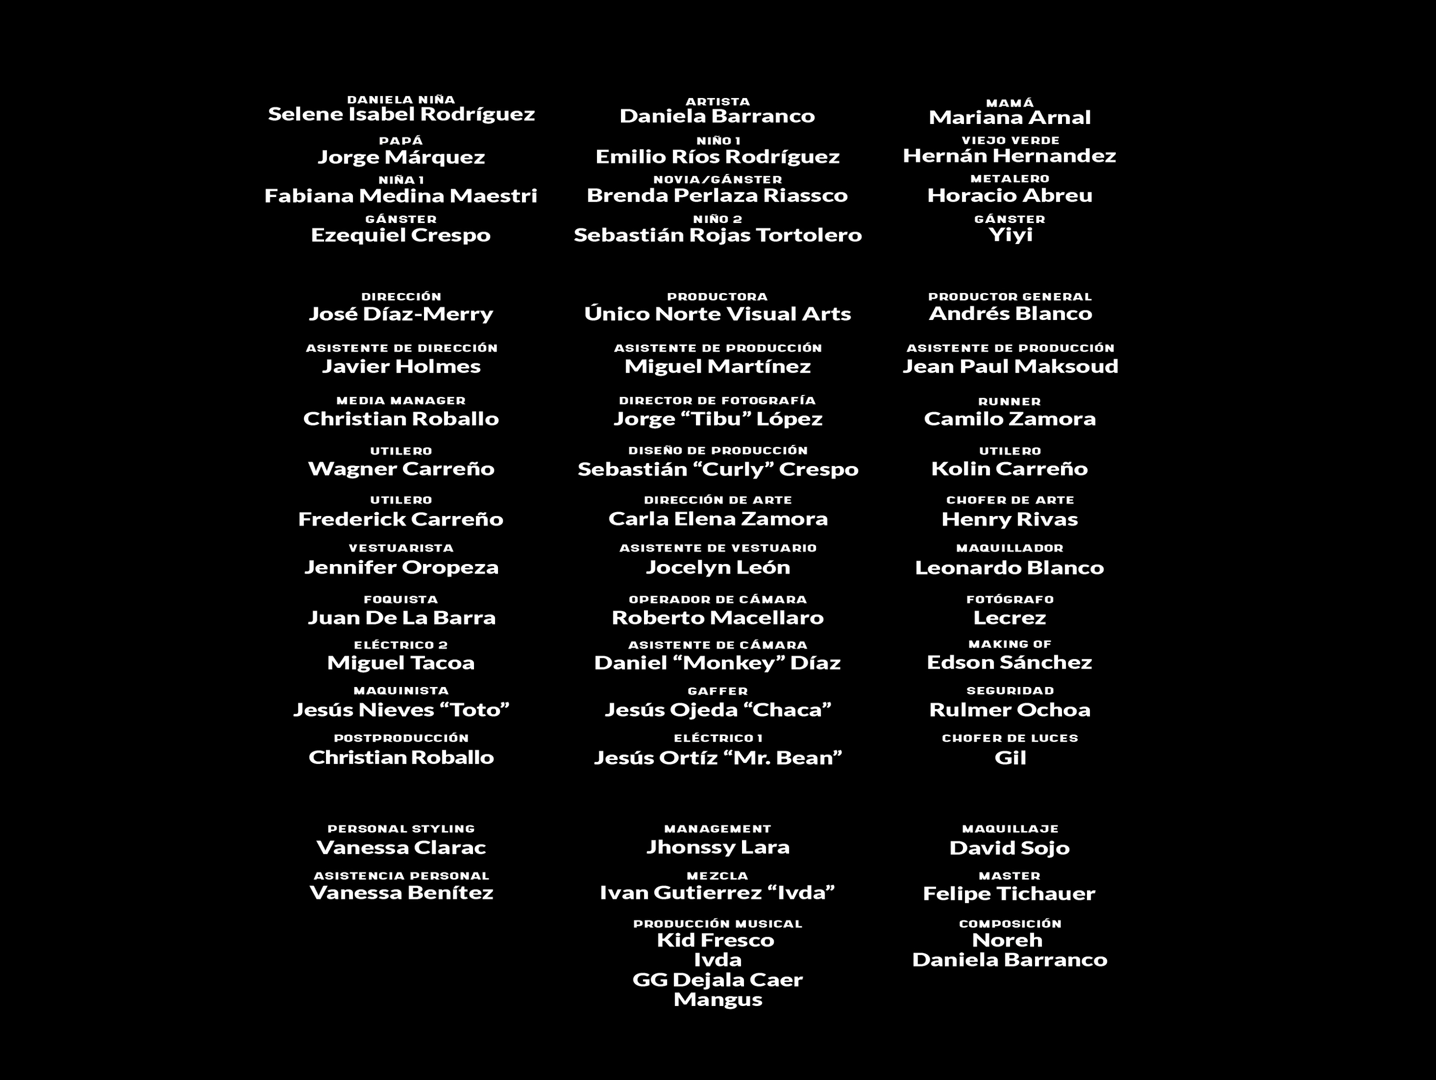 DANIELA NIÑA
Selene Isabel Rodríguez
ARTISTA
Daniela Barranco
MAMÁ
Mariana Arnal
PAPÁ
Jorge Márquez
NIÑO 1
Emilio Ríos Rodríguez
VIEJO VERDE
Hernán Hernandez
NIÑA 1
Fabiana Medina Maestri
NOVIA/GÁNSTER
Brenda Perlaza Riassco
METALERO
Horacio Abreu
GÁNSTER
Ezequiel Crespo
NIÑO 2
Sebastián Rojas Tortolero
GÁNSTER
Yiyi
DIRECCIÓN
José Díaz-Merry
PRODUCTORA
Único Norte Visual Arts
PRODUCTOR GENERAL
Andrés Blanco
ASISTENTE DE DIRECCIÓN
Javier Holmes
ASISTENTE DE PRODUCCIÓN
Miguel Martínez
ASISTENTE DE PRODUCCIÓN
Jean Paul Maksoud
MEDIA MANAGER
Christian Roballo
DIRECTOR DE FOTOGRAFÍA
Jorge “Tibu” López
RUNNER
Camilo Zamora
UTILERO
Wagner Carreño
DISEÑO DE PRODUCCIÓN
Sebastián “Curly” Crespo
UTILERO
Kolin Carreño
UTILERO
Frederick Carreño
DIRECCIÓN DE ARTE
Carla Elena Zamora
CHOFER DE ARTE
Henry Rivas
VESTUARISTA
Jennifer Oropeza
ASISTENTE DE VESTUARIO
Jocelyn León
MAQUILLADOR
Leonardo Blanco
FOQUISTA
Juan De La Barra
OPERADOR DE CÁMARA
Roberto Macellaro
FOTÓGRAFO
Lecrez
ELÉCTRICO 2
Miguel Tacoa
ASISTENTE DE CÁMARA
Daniel “Monkey” Díaz
MAKING OF
Edson Sánchez
MAQUINISTA
Jesús Nieves “Toto”
GAFFER
Jesús Ojeda “Chaca”
SEGURIDAD
Rulmer Ochoa
POSTPRODUCCIÓN
Christian Roballo
ELÉCTRICO 1
Jesús Ortíz “Mr. Bean”
CHOFER DE LUCES
Gil
PERSONAL STYLING
Vanessa Clarac
MANAGEMENT
Jhonssy Lara
MAQUILLAJE
David Sojo
ASISTENCIA PERSONAL
Vanessa Benítez
MEZCLA
Ivan Gutierrez “Ivda”
MASTER
Felipe Tichauer
PRODUCCIÓN MUSICAL
Kid Fresco
Ivda
GG Dejala Caer
Mangus
COMPOSICIÓN
Noreh
Daniela Barranco